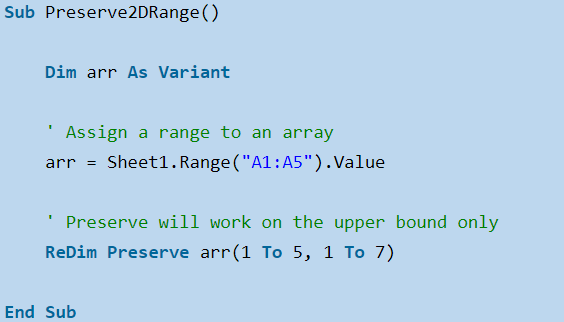 Sub Preserve2DRange()
Dim arr As Variant
' Assign a range to an array
arr = Sheet1.Range("A1:A5").Value
' Preserve will work on the upper bound only
ReDim Preserve arr(1 To 5, 1 To 7)
End Sub